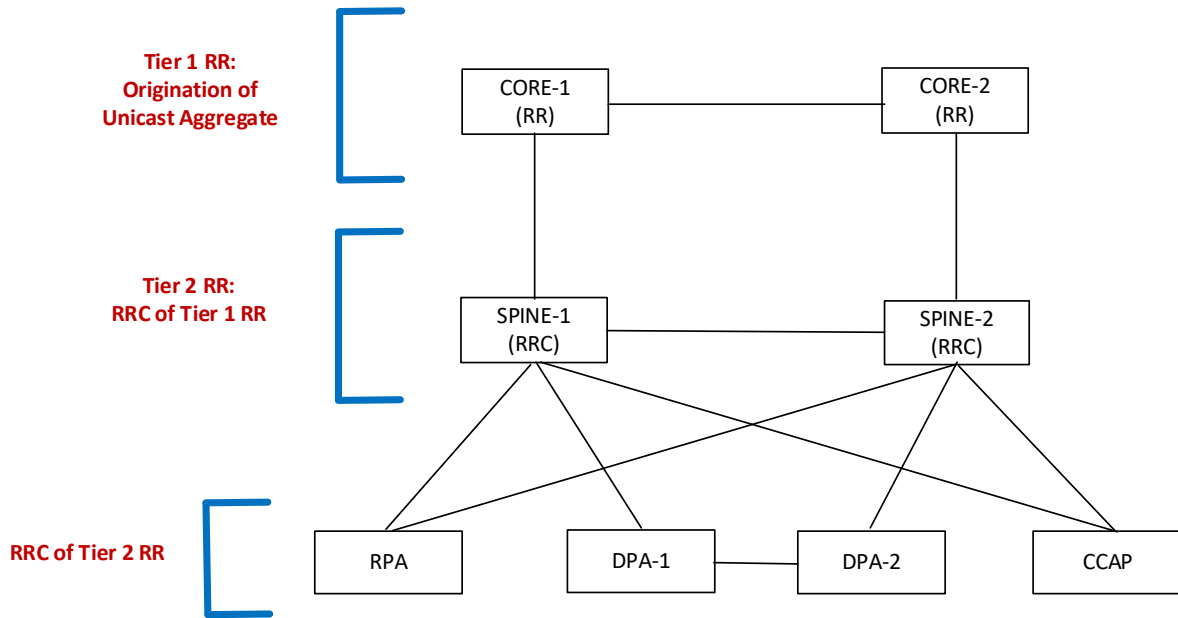 Tier 1 RR:
Origination of
Unicast Aggregate
CORE-1
(RR)
CORE-2
(RR)
Tier 2 RR:
RRC of Tier 1 RR
SPINE-1
(RRC)
SPINE-2
(RRC)
RRC of Tier 2 RR
RPA
DPA-1
DPA-2
CCAP